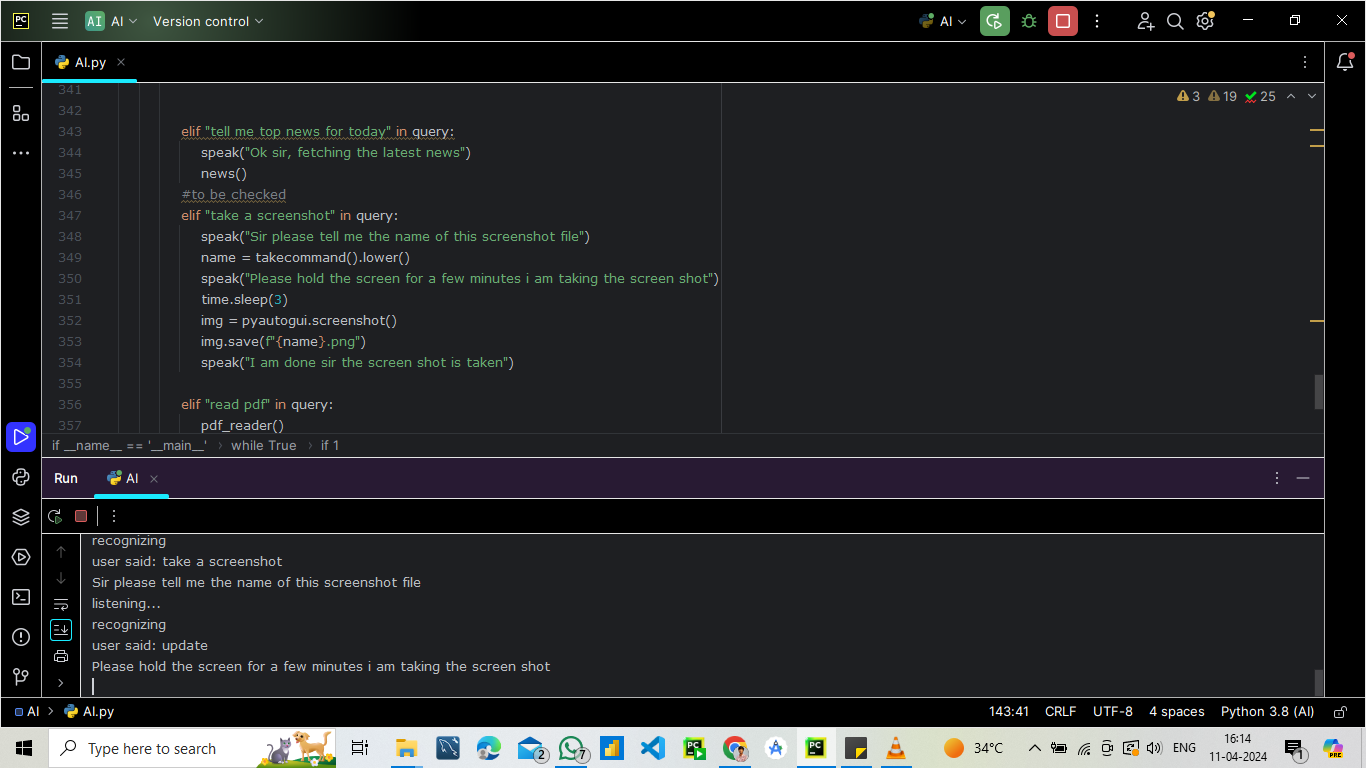 PC AI AI Version control AI
AI.py
3 19 25
341
342
343 elif "tell me top news for today" in query:
344 speak("Ok sir, fetching the latest news")
345 news()
346 #to be checked
347 elif "take a screenshot" in query:
348 speak("Sir please tell me the name of this screenshot file")
349 name = takecommand().lower()
350 speak("Please hold the screen for a few minutes i am taking the screen shot")
351 time.sleep(3)
352 img = pyautogui.screenshot()
353 img.save(f"{name}.png")
354 speak("I am done sir the screen shot is taken")
355
356 elif "read pdf" in query:
357 pdf_reader()
if __name__ == '__main__' › while True › if 1
Run AI
recognizing
user said: take a screenshot
Sir please tell me the name of this screenshot file
listening...
recognizing
user said: update
Please hold the screen for a few minutes i am taking the screen shot
AI > AI.py 143:41 CRLF UTF-8 4 spaces Python 3.8 (AI)
Type here to search 2 7 PC PC 34°C ENG 16:14 1 PRE
11-04-2024